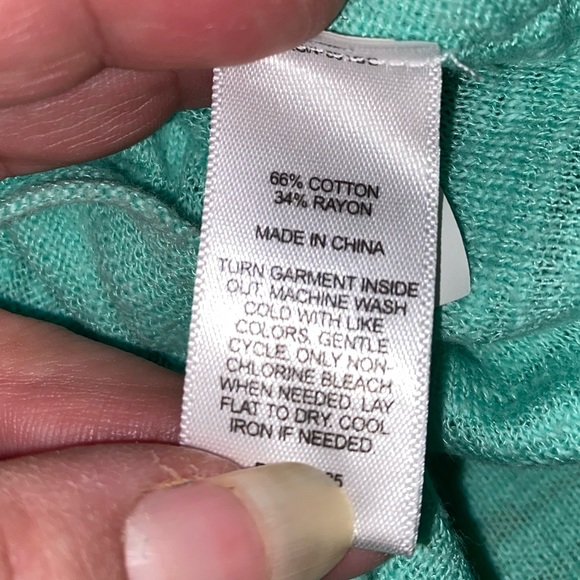 66% COTTON
34% RAYON
MADE IN CHINA
TURN GARMENT INSIDE
OUT. MACHINE WASH
COLD WITH LIKE
COLORS. GENTLE
CYCLE. ONLY NON-
CHLORINE BLEACH
WHEN NEEDED. LAY
FLAT TO DRY. COOL
IRON IF NEEDED